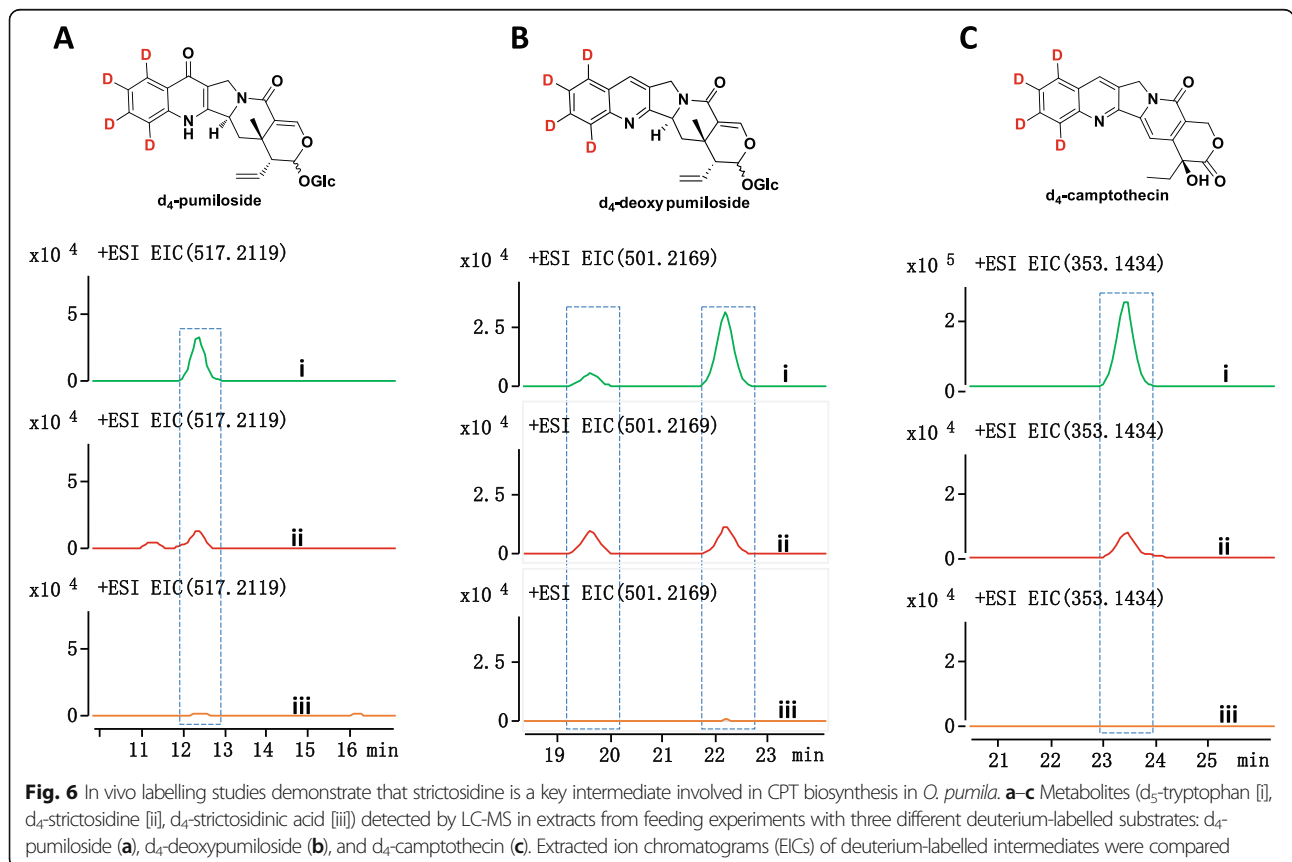 A
B
C
D O D D D N H H N O O OGlc
d₄-pumiloside
D D D D N H N O O OGlc
d₄-deoxy pumiloside
D D D D N N O O O OH
d₄-camptothecin
x10 4 +ESI EIC(517.2119)
5
0
i
x10 4 +ESI EIC(517.2119)
5
0
ii
x10 4 +ESI EIC(517.2119)
5
0
iii
11 12 13 14 15 16 min
x10 4 +ESI EIC(501.2169)
2.5
0
i
x10 4 +ESI EIC(501.2169)
2.5
0
ii
x10 4 +ESI EIC(501.2169)
2.5
0
iii
19 20 21 22 23 min
x10 5 +ESI EIC(353.1434)
2
0
i
x10 4 +ESI EIC(353.1434)
2
0
ii
x10 4 +ESI EIC(353.1434)
2
0
iii
21 22 23 24 25 min
Fig. 6 In vivo labelling studies demonstrate that strictosidine is a key intermediate involved in CPT biosynthesis in O. pumila. a–c Metabolites (d₅-tryptophan [i],
d₄-strictosidine [ii], d₄-strictosidinic acid [iii]) detected by LC-MS in extracts from feeding experiments with three different deuterium-labelled substrates: d₄-
pumiloside (a), d₄-deoxypumiloside (b), and d₄-camptothecin (c). Extracted ion chromatograms (EICs) of deuterium-labelled intermediates were compared